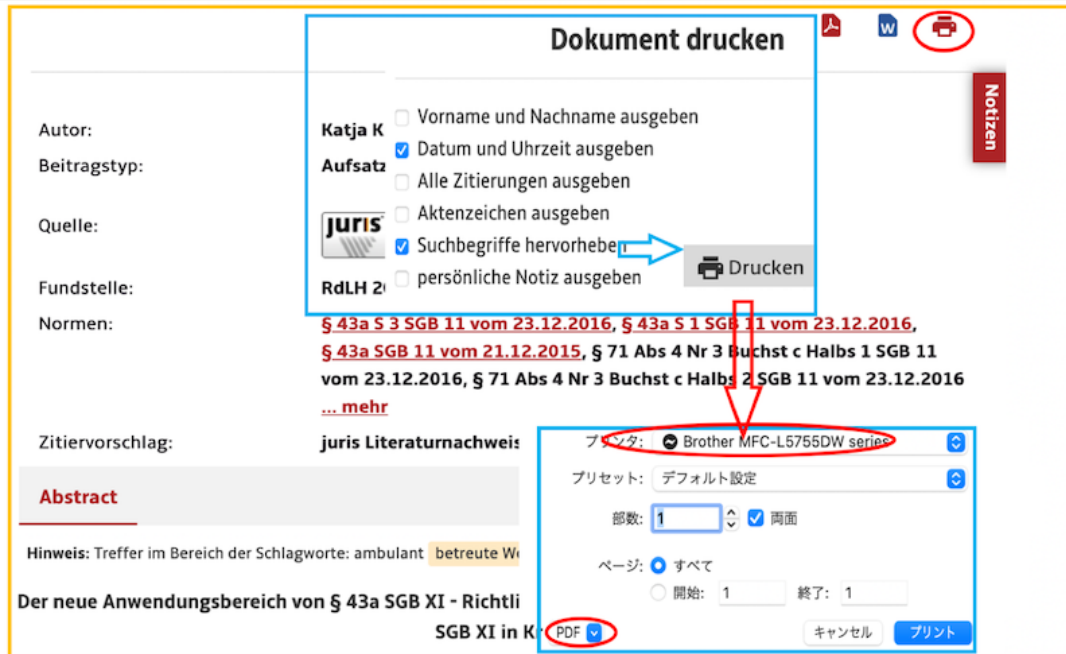 Dokument drucken
Notizen
Vorname und Nachname ausgeben
Datum und Uhrzeit ausgeben
Alle Zitierungen ausgeben
Aktenzeichen ausgeben
Suchbegriffe hervorheben
persönliche Notiz ausgeben
Drucken
Autor: Katja K
Beitragstyp: Aufsatz
Quelle: juris
Fundstelle: RdLH 2
Normen: § 43a S 3 SGB 11 vom 23.12.2016, § 43a S 1 SGB 11 vom 23.12.2016,
§ 43a SGB 11 vom 21.12.2015, § 71 Abs 4 Nr 3 Buchst c Halbs 1 SGB 11
vom 23.12.2016, § 71 Abs 4 Nr 3 Buchst c Halbs 2 SGB 11 vom 23.12.2016
... mehr
Zitiervorschlag: juris Literaturnachweis
Abstract
Hinweis: Treffer im Bereich der Schlagworte: ambulant betreute W
Der neue Anwendungsbereich von § 43a SGB XI - Richtli
SGB XI in K
プリンタ: Brother MFC-L5755DW series
プリセット: デフォルト設定
部数: 1 両面
ページ: すべて
開始: 1 終了: 1
PDF キャンセル プリント